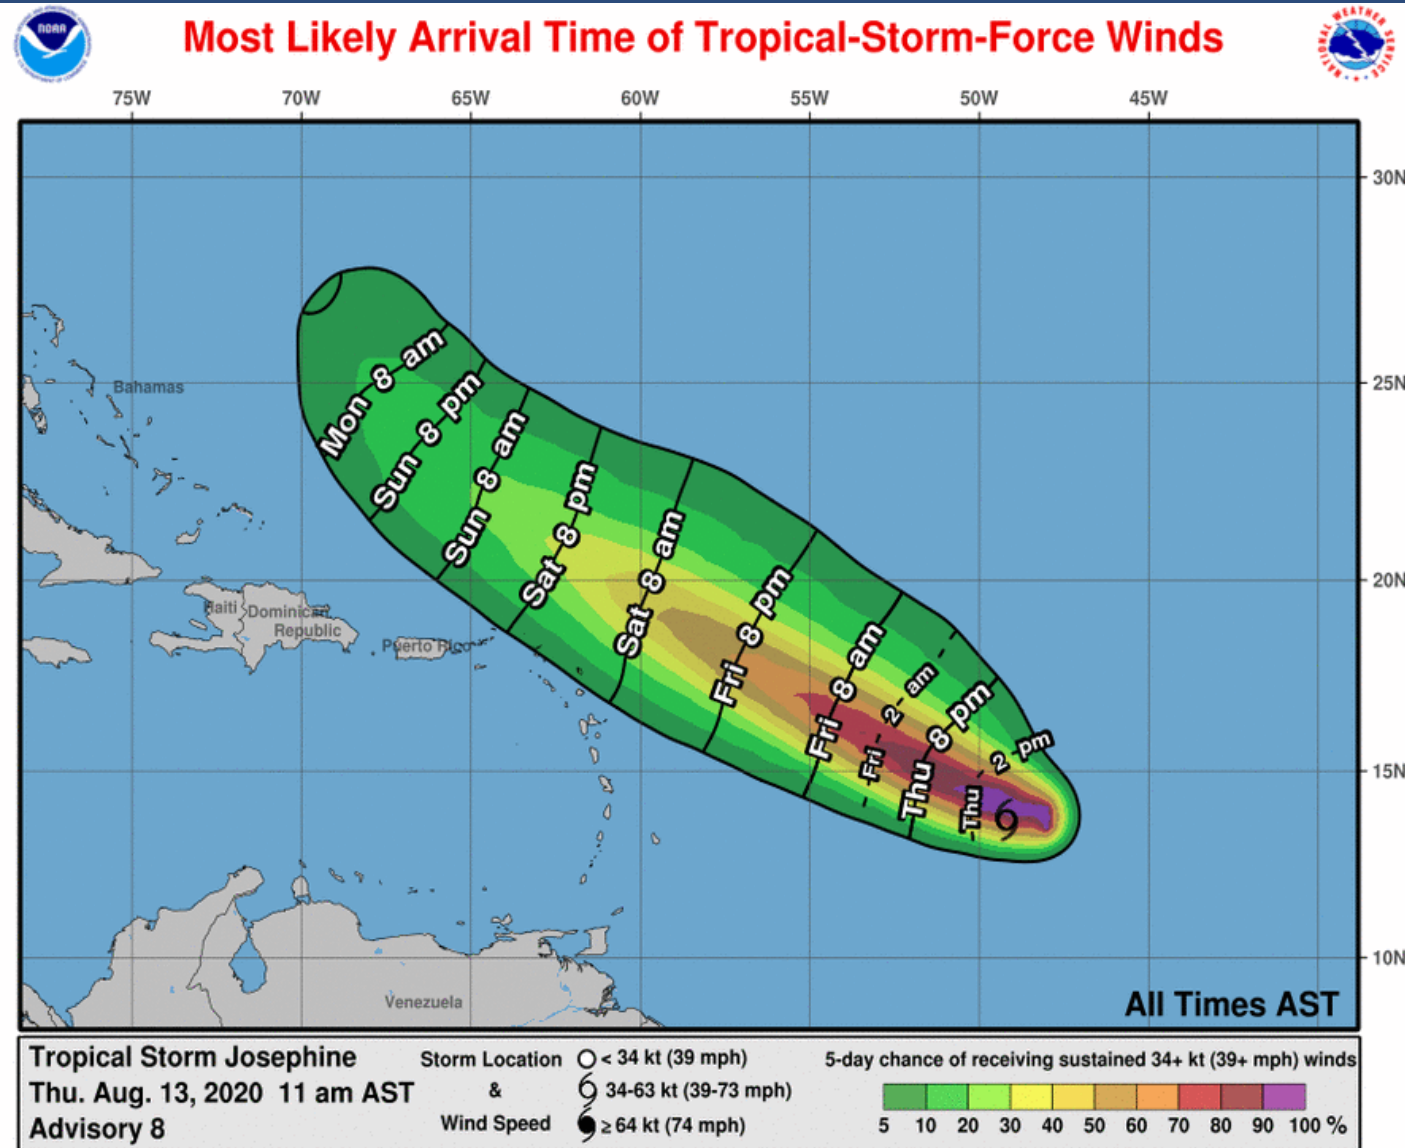 NOAA
Most Likely Arrival Time of Tropical-Storm-Force Winds
NATIONAL WEATHER SERVICE
75W 70W 65W 60W 55W 50W 45W
30N
25N
20N
15N
10N
Mon 8 am
Sun 8 pm
Sun 8 am
Sat 8 pm
Sat 8 am
Fri 8 pm
Fri 8 am
Fri 2 am
Thu 8 pm
Thu 2 pm
Bahamas
Haiti
Dominican
Republic
Puerto Rico
Venezuela
All Times AST
Tropical Storm Josephine
Thu. Aug. 13, 2020 11 am AST
Advisory 8
Storm Location
&
Wind Speed
< 34 kt (39 mph)
34-63 kt (39-73 mph)
≥ 64 kt (74 mph)
5-day chance of receiving sustained 34+ kt (39+ mph) winds
5 10 20 30 40 50 60 70 80 90 100 %